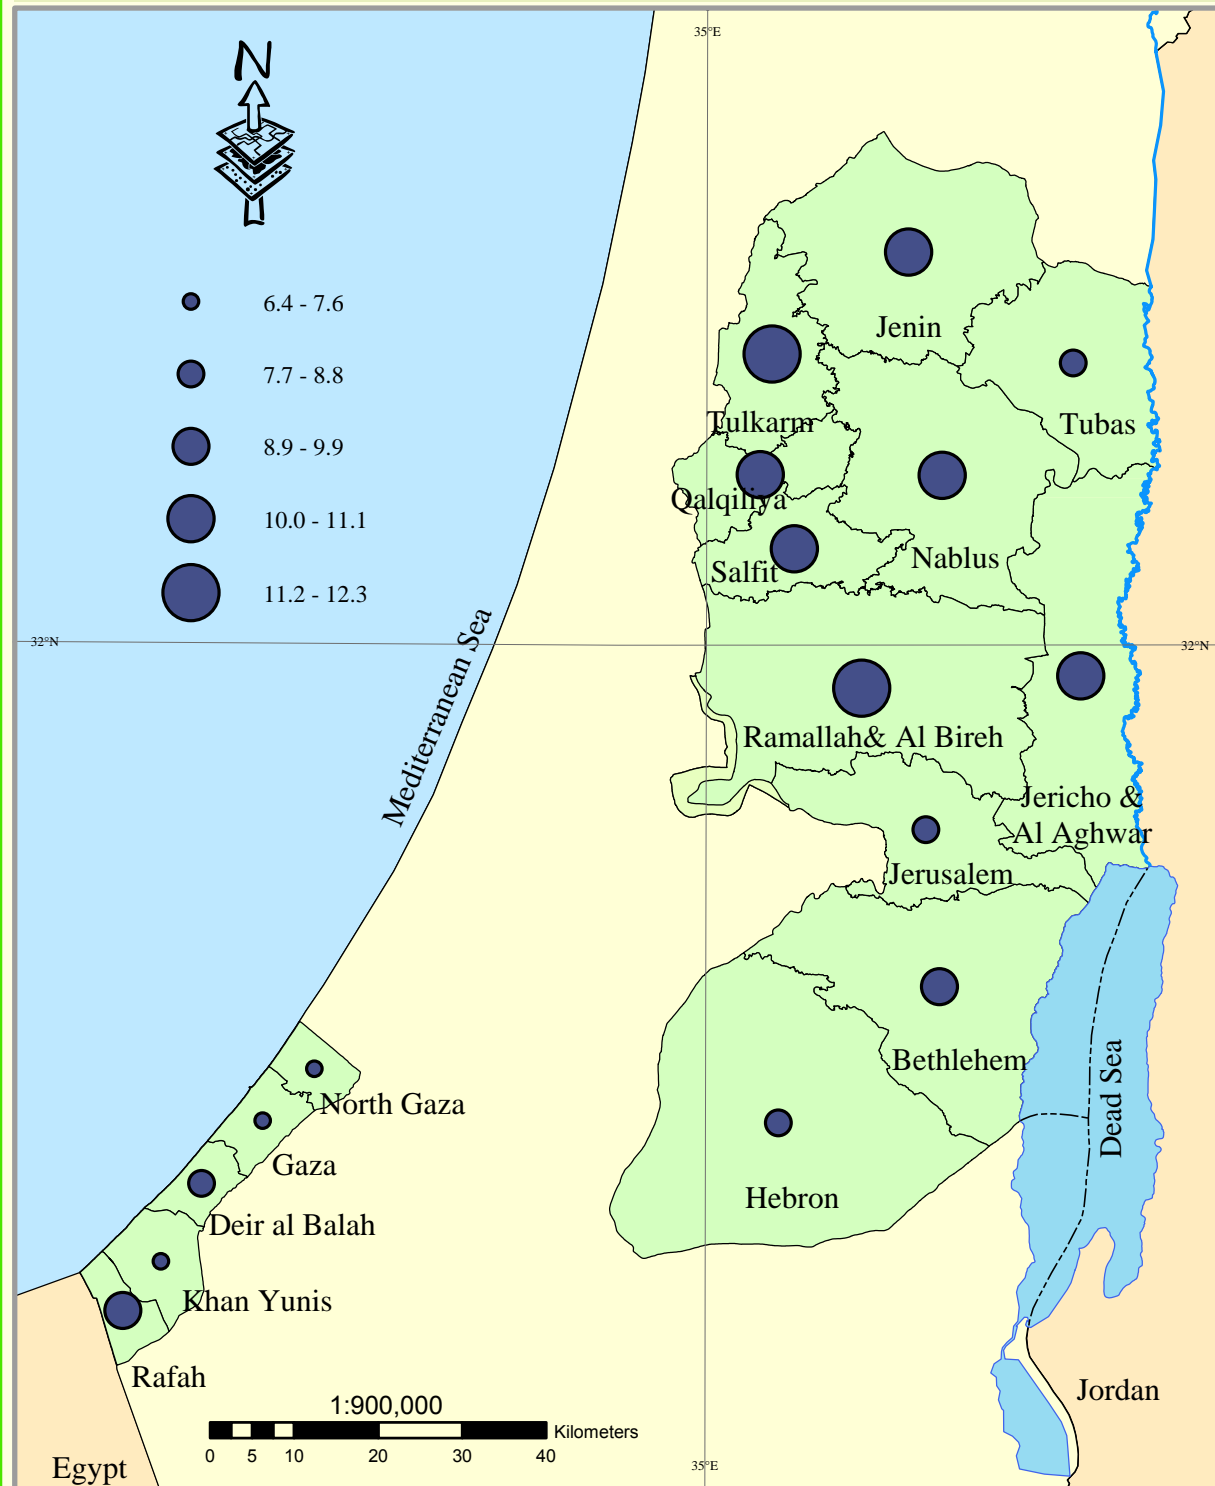 35°E
N
6.4 - 7.6
7.7 - 8.8
8.9 - 9.9
10.0 - 11.1
11.2 - 12.3
Jenin
Tulkarm
Tubas
Qalqiliya
Nablus
Salfit
32°N
32°N
Mediterranean Sea
Ramallah& Al Bireh
Jericho &
Al Aghwar
Jerusalem
Bethlehem
Dead Sea
North Gaza
Gaza
Hebron
Deir al Balah
Khan Yunis
Rafah
Jordan
1:900,000
Kilometers
0 5 10 20 30 40
Egypt
35°E